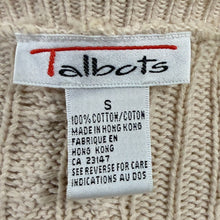 Talbots
S
100% COTTON/COTON
MADE IN HONG KONG
FABRIQUE EN
HONG KONG
CA 23147
SEE REVERSE FOR CARE
INDICATIONS AU DOS